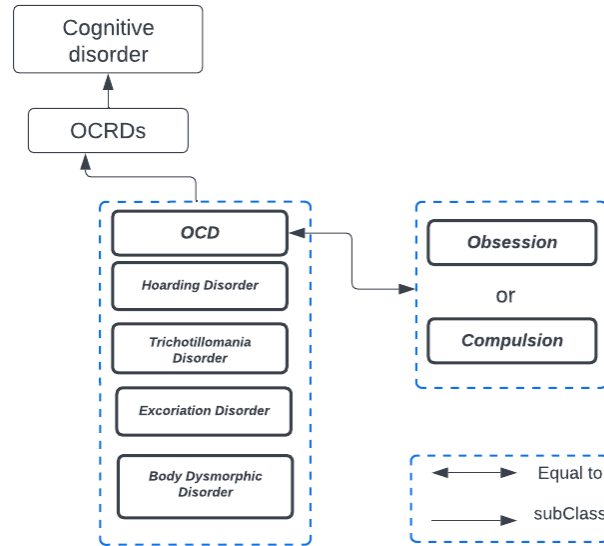 Cognitive
disorder
OCRDs
OCD
Hoarding Disorder
Trichotillomania
Disorder
Excoriation Disorder
Body Dysmorphic
Disorder
Obsession
or
Compulsion
Equal to
subClass